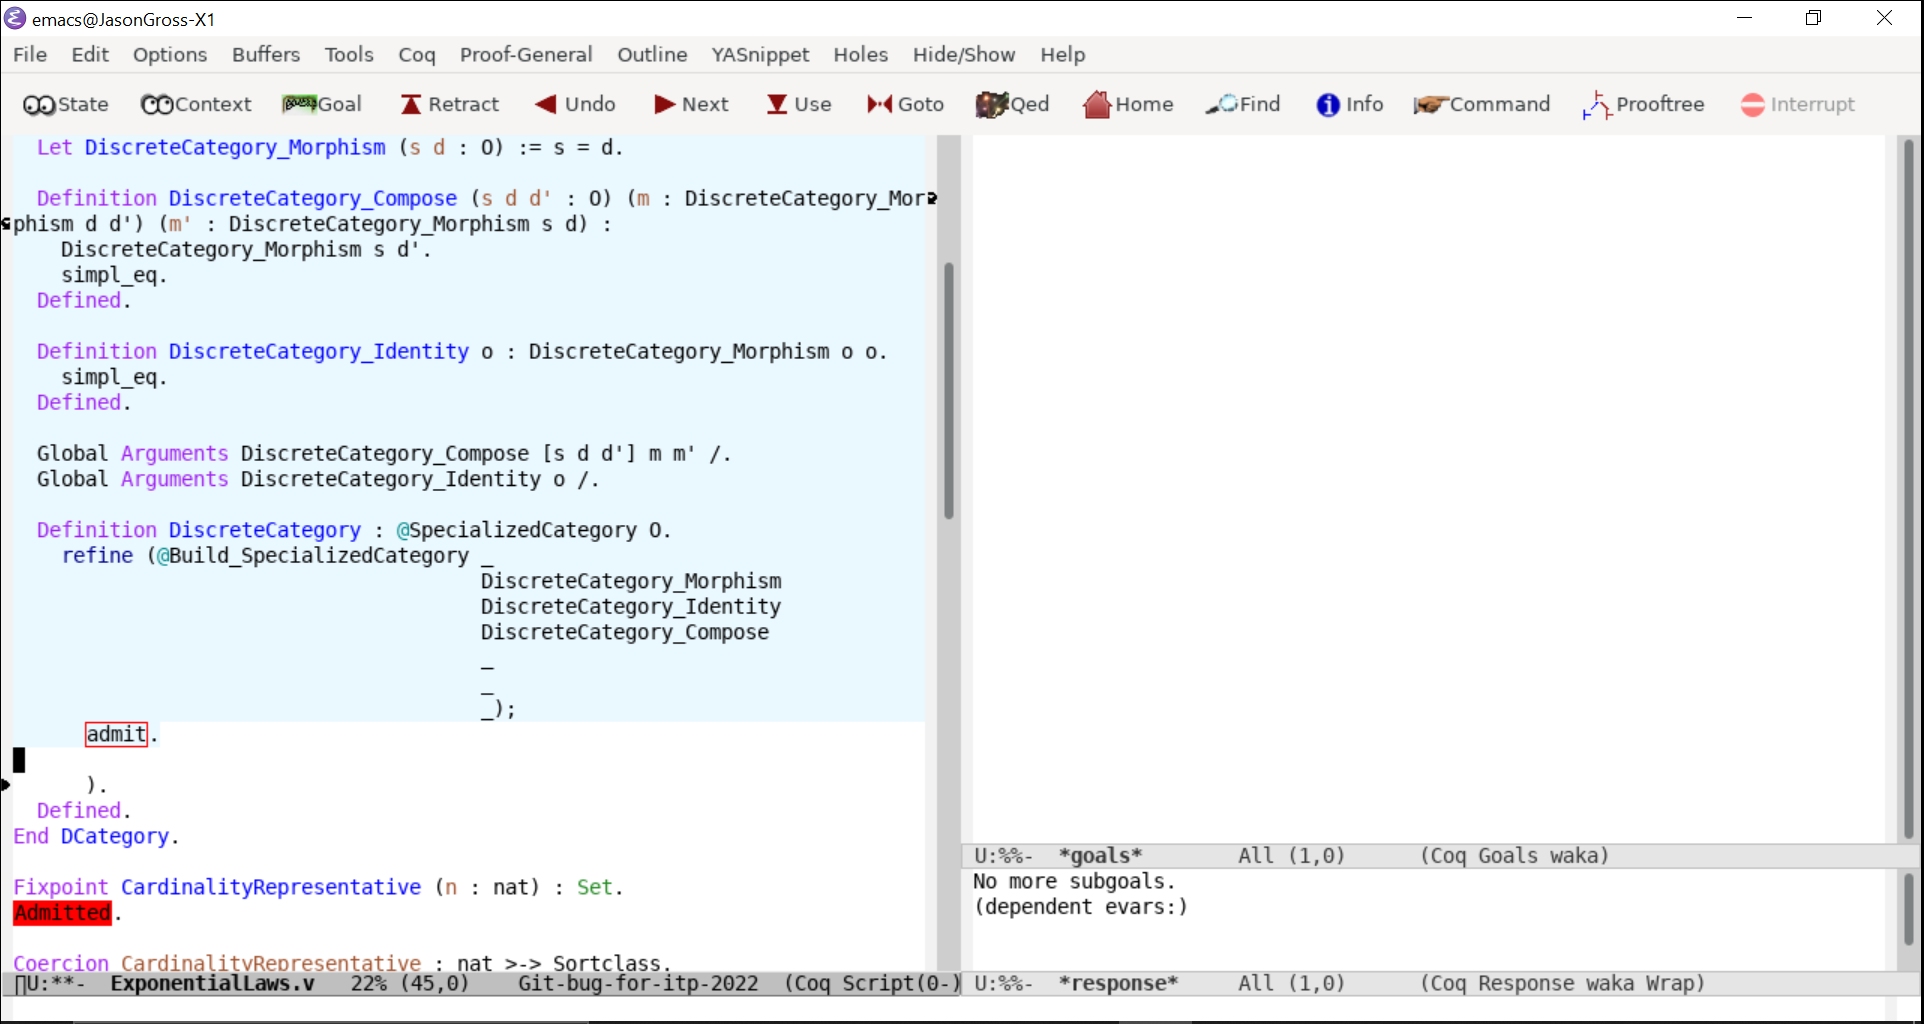 emacs@JasonGross-X1
File Edit Options Buffers Tools Coq Proof-General Outline YASnippet Holes Hide/Show Help
State Context Goal Retract Undo Next Use Goto Qed Home Find Info Command Prooftree Interrupt
Let DiscreteCategory_Morphism (s d : O) := s = d.
Definition DiscreteCategory_Compose (s d d' : O) (m : DiscreteCategory_Mor
phism d d') (m' : DiscreteCategory_Morphism s d) :
DiscreteCategory_Morphism s d'.
simpl_eq.
Defined.
Definition DiscreteCategory_Identity o : DiscreteCategory_Morphism o o.
simpl_eq.
Defined.
Global Arguments DiscreteCategory_Compose [s d d'] m m' /.
Global Arguments DiscreteCategory_Identity o /.
Definition DiscreteCategory : @SpecializedCategory O.
refine (@Build_SpecializedCategory _
DiscreteCategory_Morphism
DiscreteCategory_Identity
DiscreteCategory_Compose
_
_
_);
admit.
).
Defined.
End DCategory.
Fixpoint CardinalityRepresentative (n : nat) : Set.
Admitted.
Coercion CardinalityRepresentative : nat >-> Sortclass.
U:**-  ExponentialLaws.v   22% (45,0)    Git-bug-for-itp-2022  (Coq Script(0-)
U:%%-  *goals*        All (1,0)      (Coq Goals waka)
No more subgoals.
(dependent evars:)
U:%%-  *response*     All (1,0)      (Coq Response waka Wrap)